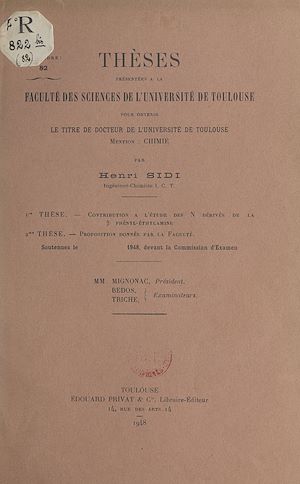 R
822 bis
(82)
82
THÈSES
PRÉSENTÉES A LA
FACULTÉ DES SCIENCES DE L'UNIVERSITÉ DE TOULOUSE
POUR OBTENIR
LE TITRE DE DOCTEUR DE L'UNIVERSITÉ DE TOULOUSE
Mention : CHIMIE
PAR
Henri SIDI
Ingénieur-Chimiste I. C. T.
1re THÈSE. — Contribution a l'étude des N dérivés de la
β phényl-éthylamine
2me THÈSE. — Proposition donnée par la Faculté.
Soutenues le 1948, devant la Commission d'Examen
MM. MIGNONAC, Président.
BEDOS,
TRICHE, } Examinateurs.
TOULOUSE
ÉDOUARD PRIVAT & Cie, Libraire-Éditeur
14, RUE DES ARTS, 14
1948